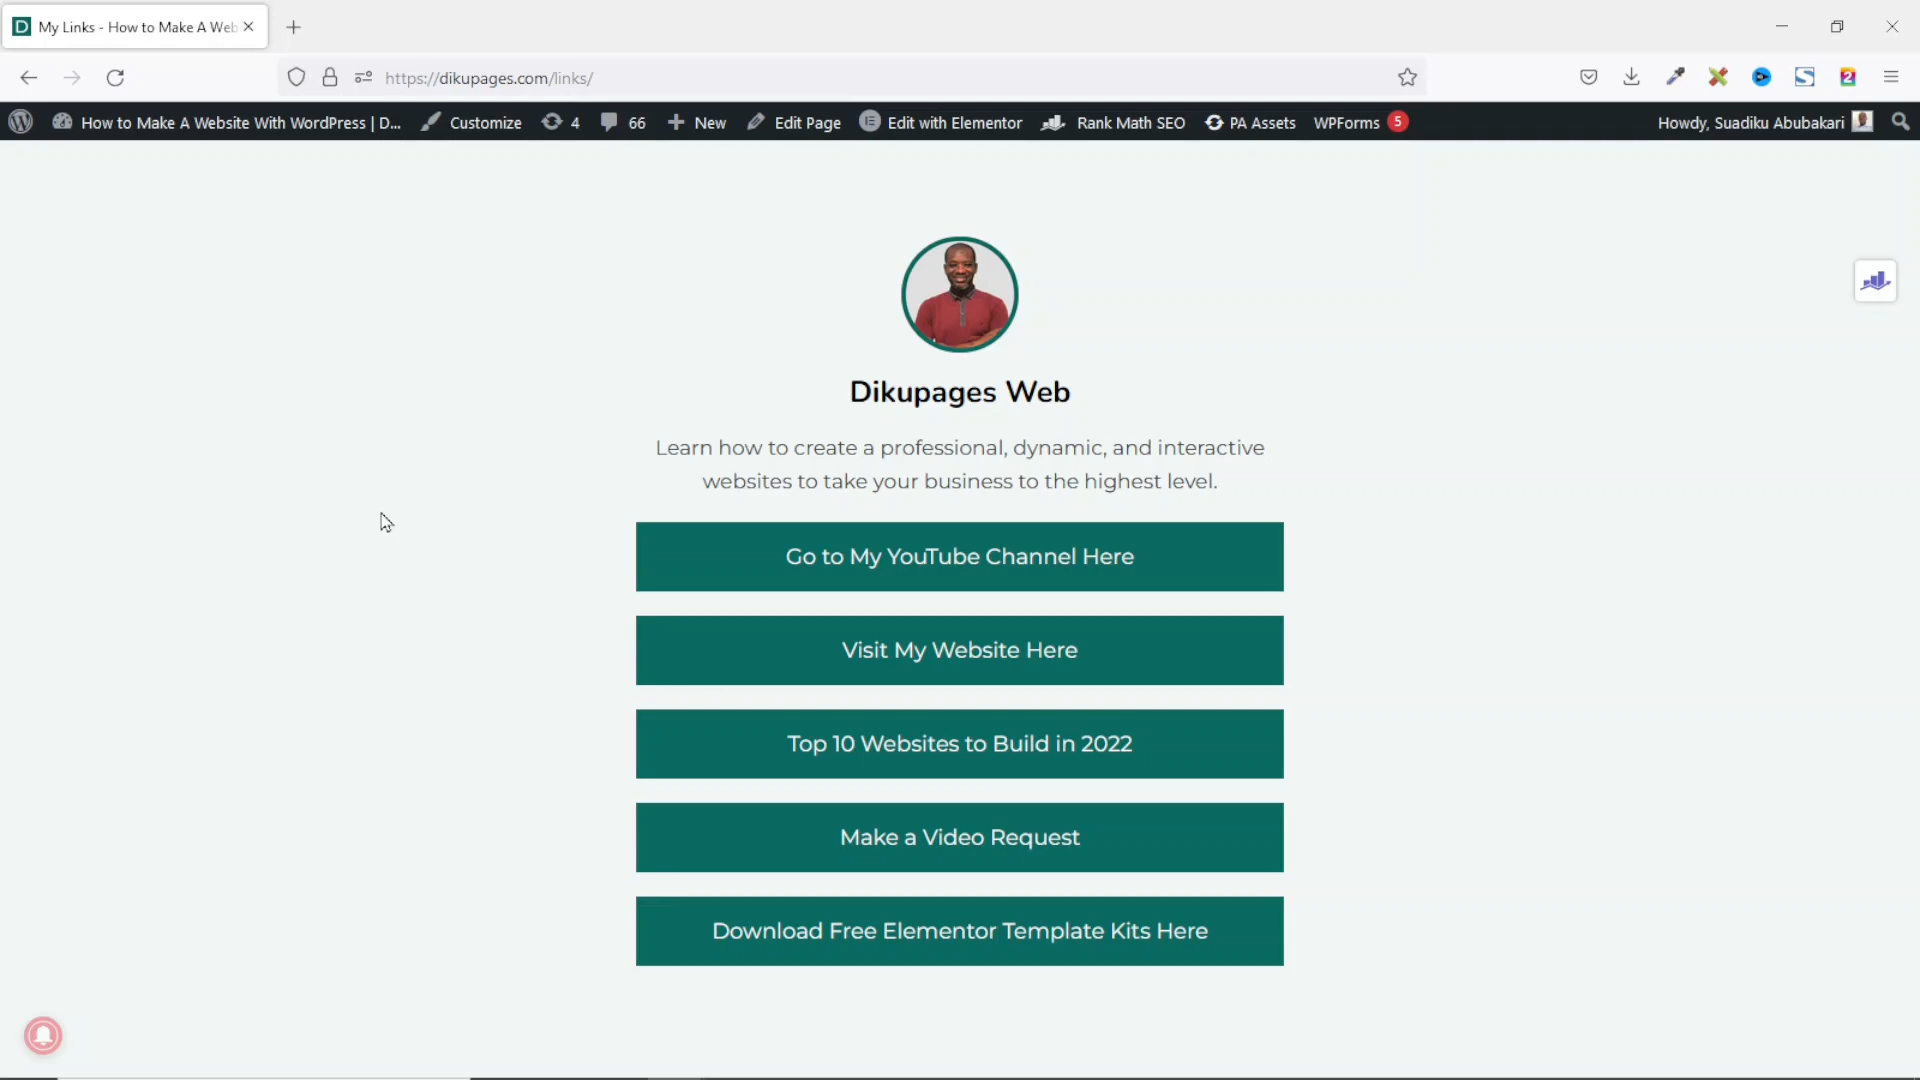 D My Links - How to Make A Web
https://dikupages.com/links/
2
How to Make A Website With WordPress | D... Customize 4 66 New Edit Page Edit with Elementor Rank Math SEO PA Assets WPForms 5 Howdy, Suadiku Abubakari
Dikupages Web
Learn how to create a professional, dynamic, and interactive
websites to take your business to the highest level.
Go to My YouTube Channel Here
Visit My Website Here
Top 10 Websites to Build in 2022
Make a Video Request
Download Free Elementor Template Kits Here